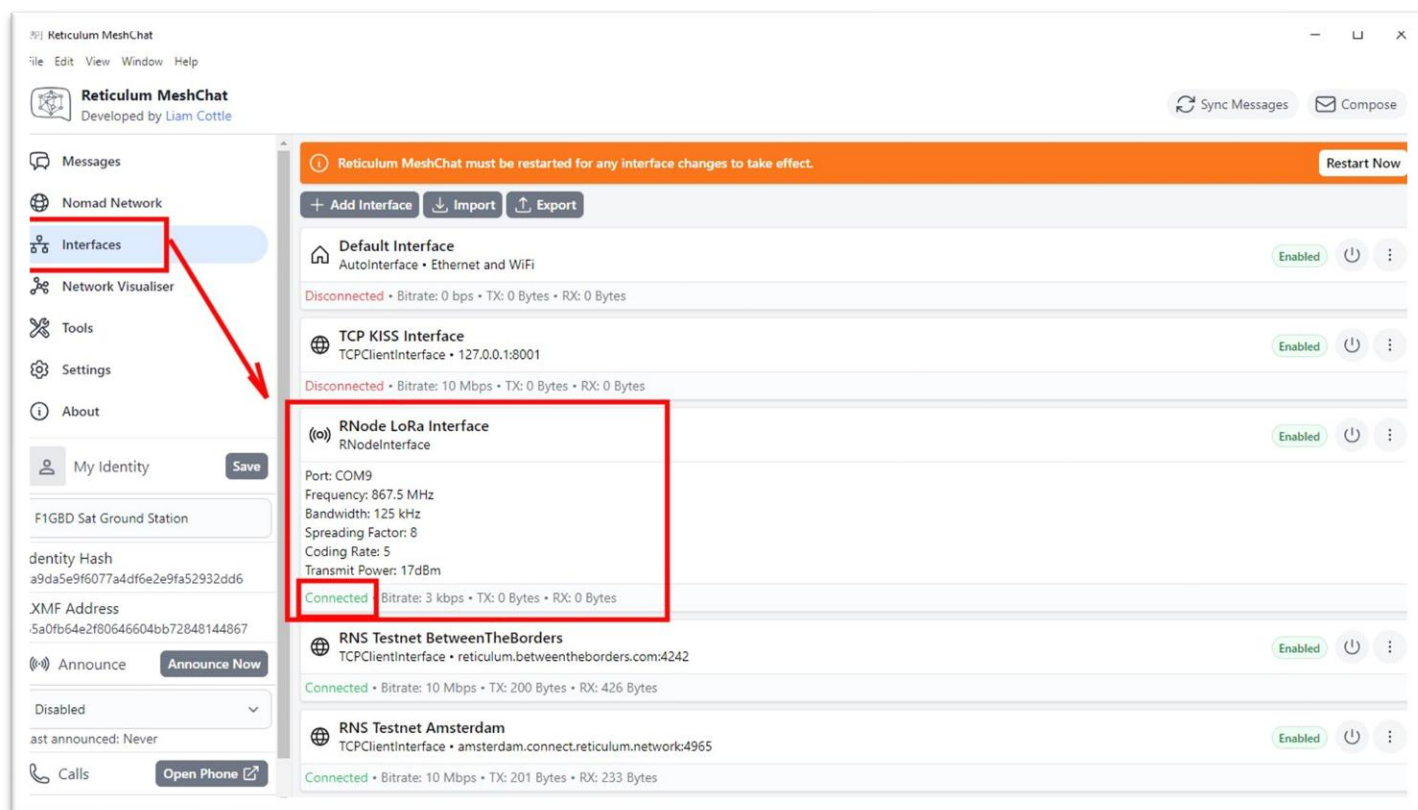 Reticulum MeshChat
File Edit View Window Help
Reticulum MeshChat
Developed by Liam Cottle
Sync Messages
Compose
Messages
Nomad Network
Interfaces
Network Visualiser
Tools
Settings
About
My Identity
Save
F1GBD Sat Ground Station
dentity Hash
a9da5e9f6077a4df6e2e9fa52932dd6
XMF Address
5a0fb64e2f80646604bb72848144867
Announce
Announce Now
Disabled
ast announced: Never
Calls
Open Phone
Reticulum MeshChat must be restarted for any interface changes to take effect.
Restart Now
Add Interface
Import
Export
Default Interface
AutoInterface • Ethernet and WiFi
Enabled
Disconnected • Bitrate: 0 bps • TX: 0 Bytes • RX: 0 Bytes
TCP KISS Interface
TCPClientInterface • 127.0.0.1:8001
Enabled
Disconnected • Bitrate: 10 Mbps • TX: 0 Bytes • RX: 0 Bytes
RNode LoRa Interface
RNodeInterface
Enabled
Port: COM9
Frequency: 867.5 MHz
Bandwidth: 125 kHz
Spreading Factor: 8
Coding Rate: 5
Transmit Power: 17dBm
Connected • Bitrate: 3 kbps • TX: 0 Bytes • RX: 0 Bytes
RNS Testnet BetweenTheBorders
TCPClientInterface • reticulum.betweentheborders.com:4242
Enabled
Connected • Bitrate: 10 Mbps • TX: 200 Bytes • RX: 426 Bytes
RNS Testnet Amsterdam
TCPClientInterface • amsterdam.connect.reticulum.network:4965
Enabled
Connected • Bitrate: 10 Mbps • TX: 201 Bytes • RX: 233 Bytes